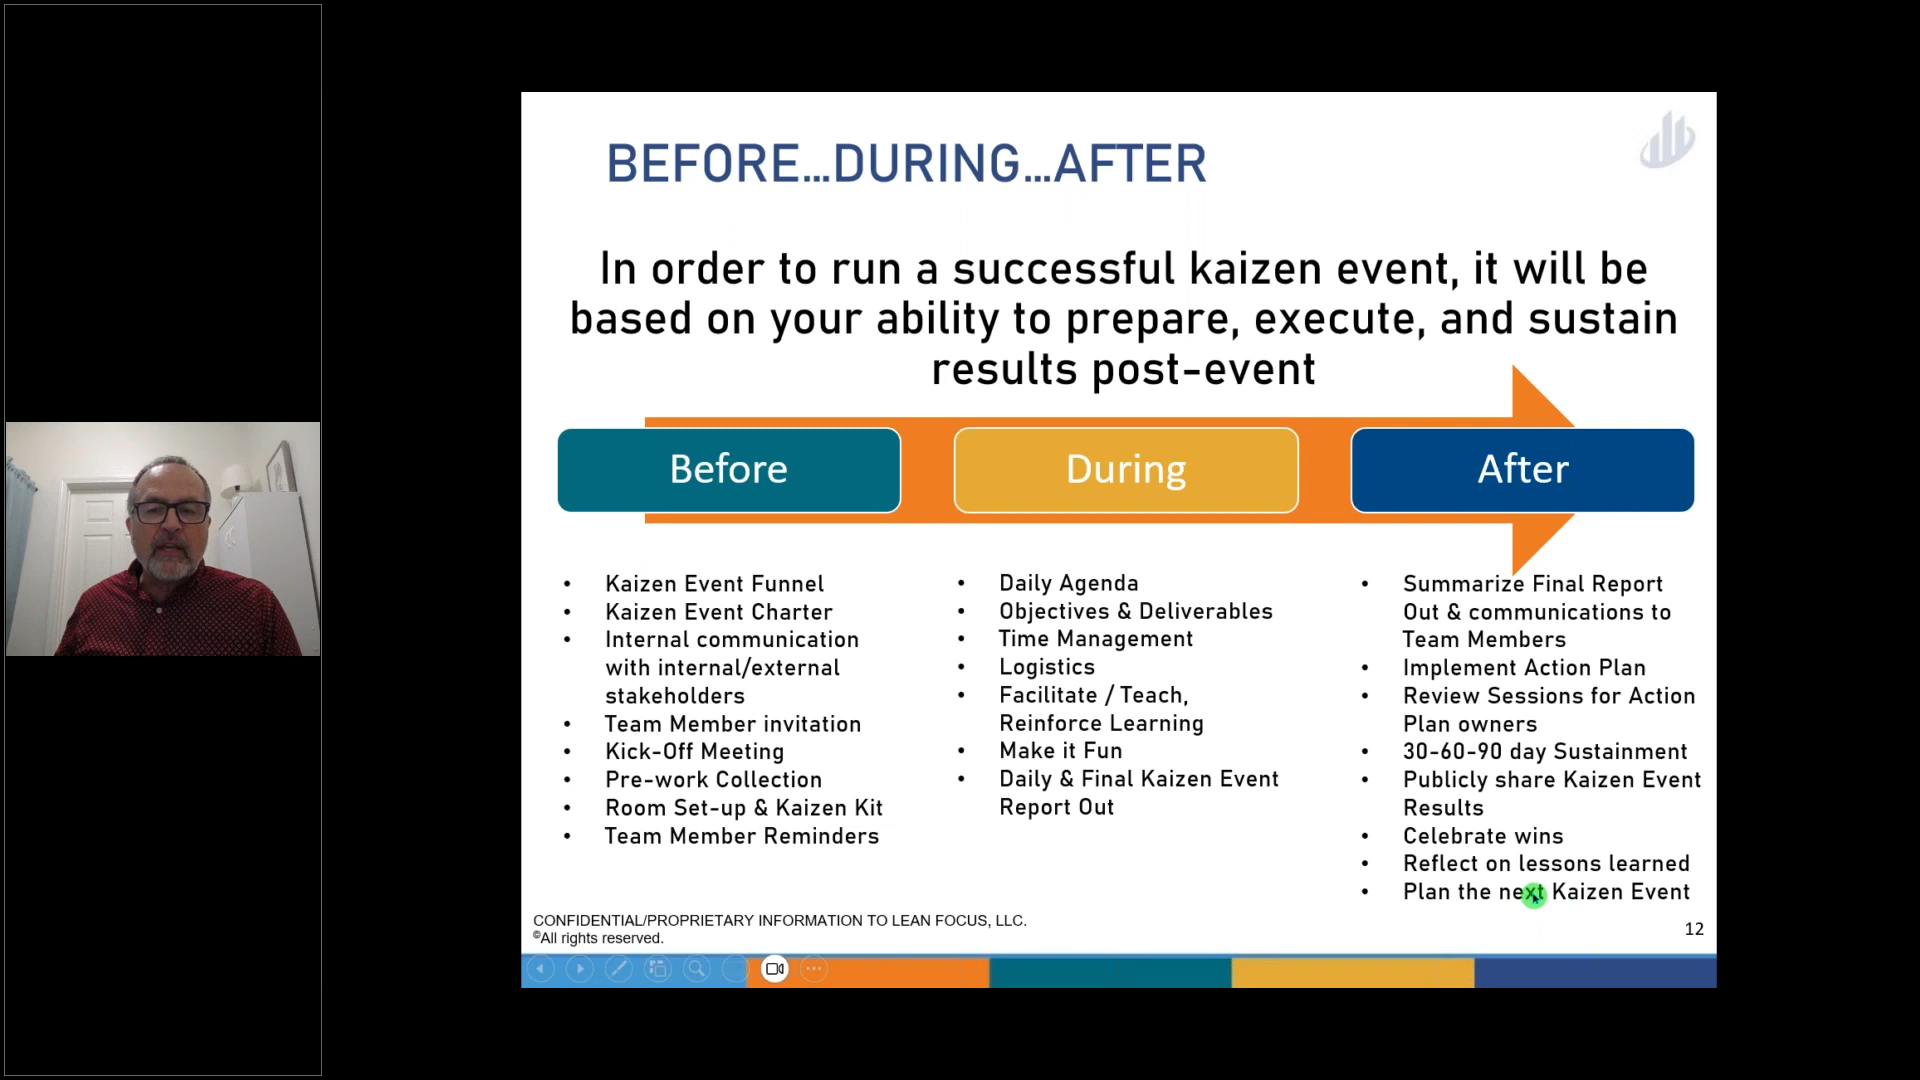 BEFORE...DURING...AFTER
In order to run a successful kaizen event, it will be
based on your ability to prepare, execute, and sustain
results post-event
Before
During
After
• Kaizen Event Funnel
• Kaizen Event Charter
• Internal communication
with internal/external
stakeholders
• Team Member invitation
• Kick-Off Meeting
• Pre-work Collection
• Room Set-up & Kaizen Kit
• Team Member Reminders
• Daily Agenda
• Objectives & Deliverables
• Time Management
• Logistics
• Facilitate / Teach,
Reinforce Learning
• Make it Fun
• Daily & Final Kaizen Event
Report Out
• Summarize Final Report
Out & communications to
Team Members
• Implement Action Plan
• Review Sessions for Action
Plan owners
• 30-60-90 day Sustainment
• Publicly share Kaizen Event
Results
• Celebrate wins
• Reflect on lessons learned
• Plan the next Kaizen Event
CONFIDENTIAL/PROPRIETARY INFORMATION TO LEAN FOCUS, LLC.
©All rights reserved.
12